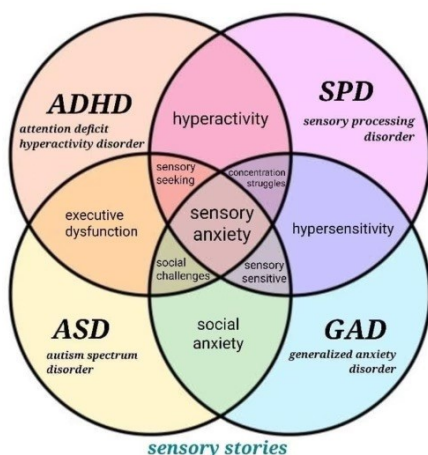 ADHD
attention deficit
hyperactivity disorder
hyperactivity
SPD
sensory processing
disorder
sensory
seeking
concentration
struggles
executive
dysfunction
sensory
anxiety
hypersensitivity
social
challenges
sensory
sensitive
ASD
autism spectrum
disorder
social
anxiety
GAD
generalized anxiety
disorder
sensory stories